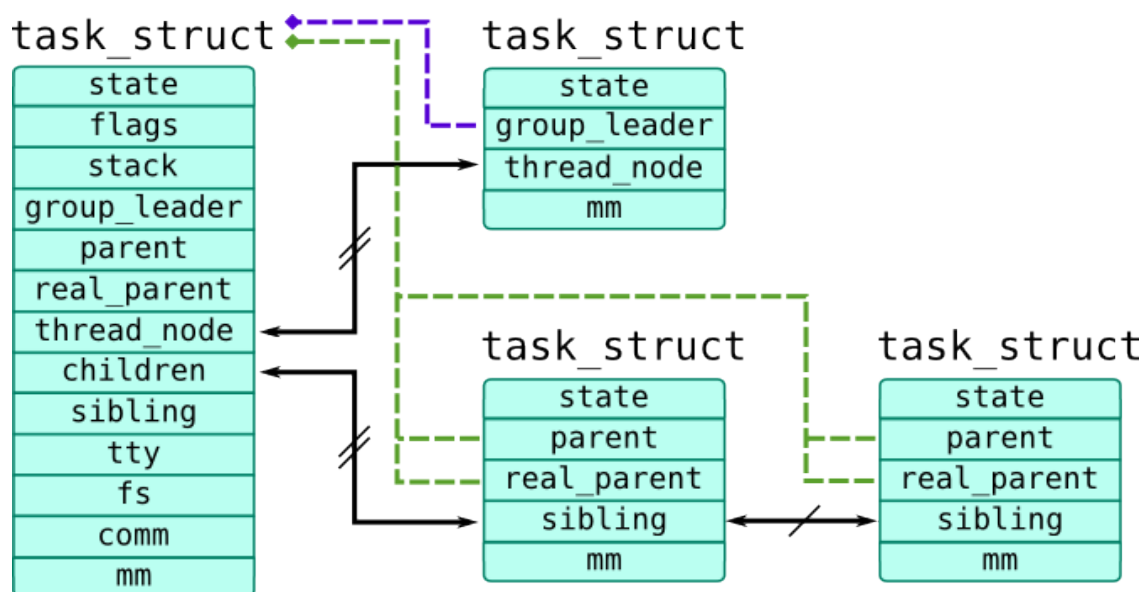 task_struct
state
flags
stack
group_leader
parent
real_parent
thread_node
children
sibling
tty
fs
comm
mm
task_struct
state
group_leader
thread_node
mm
task_struct
state
parent
real_parent
sibling
mm
task_struct
state
parent
real_parent
sibling
mm